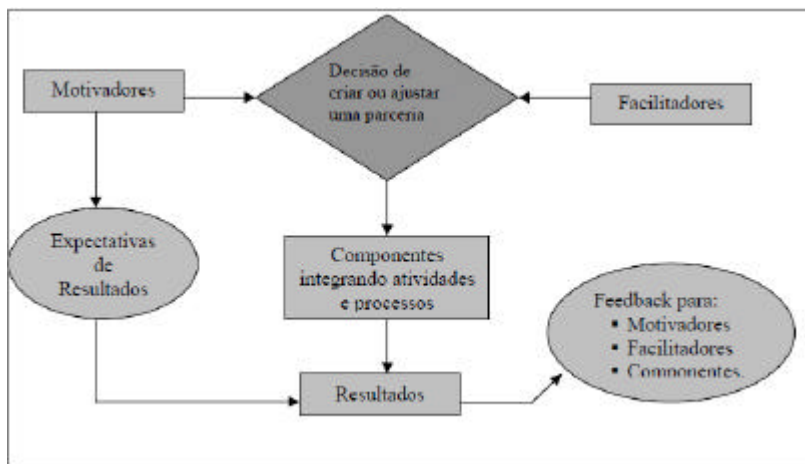 Motivadores
Decisão de
criar ou ajustar
uma parceria
Facilitadores
Expectativas
de
Resultados
Componentes
integrando atividades
e processos
Feedback para:
▪ Motivadores
▪ Facilitadores
▪ Componentes.
Resultados